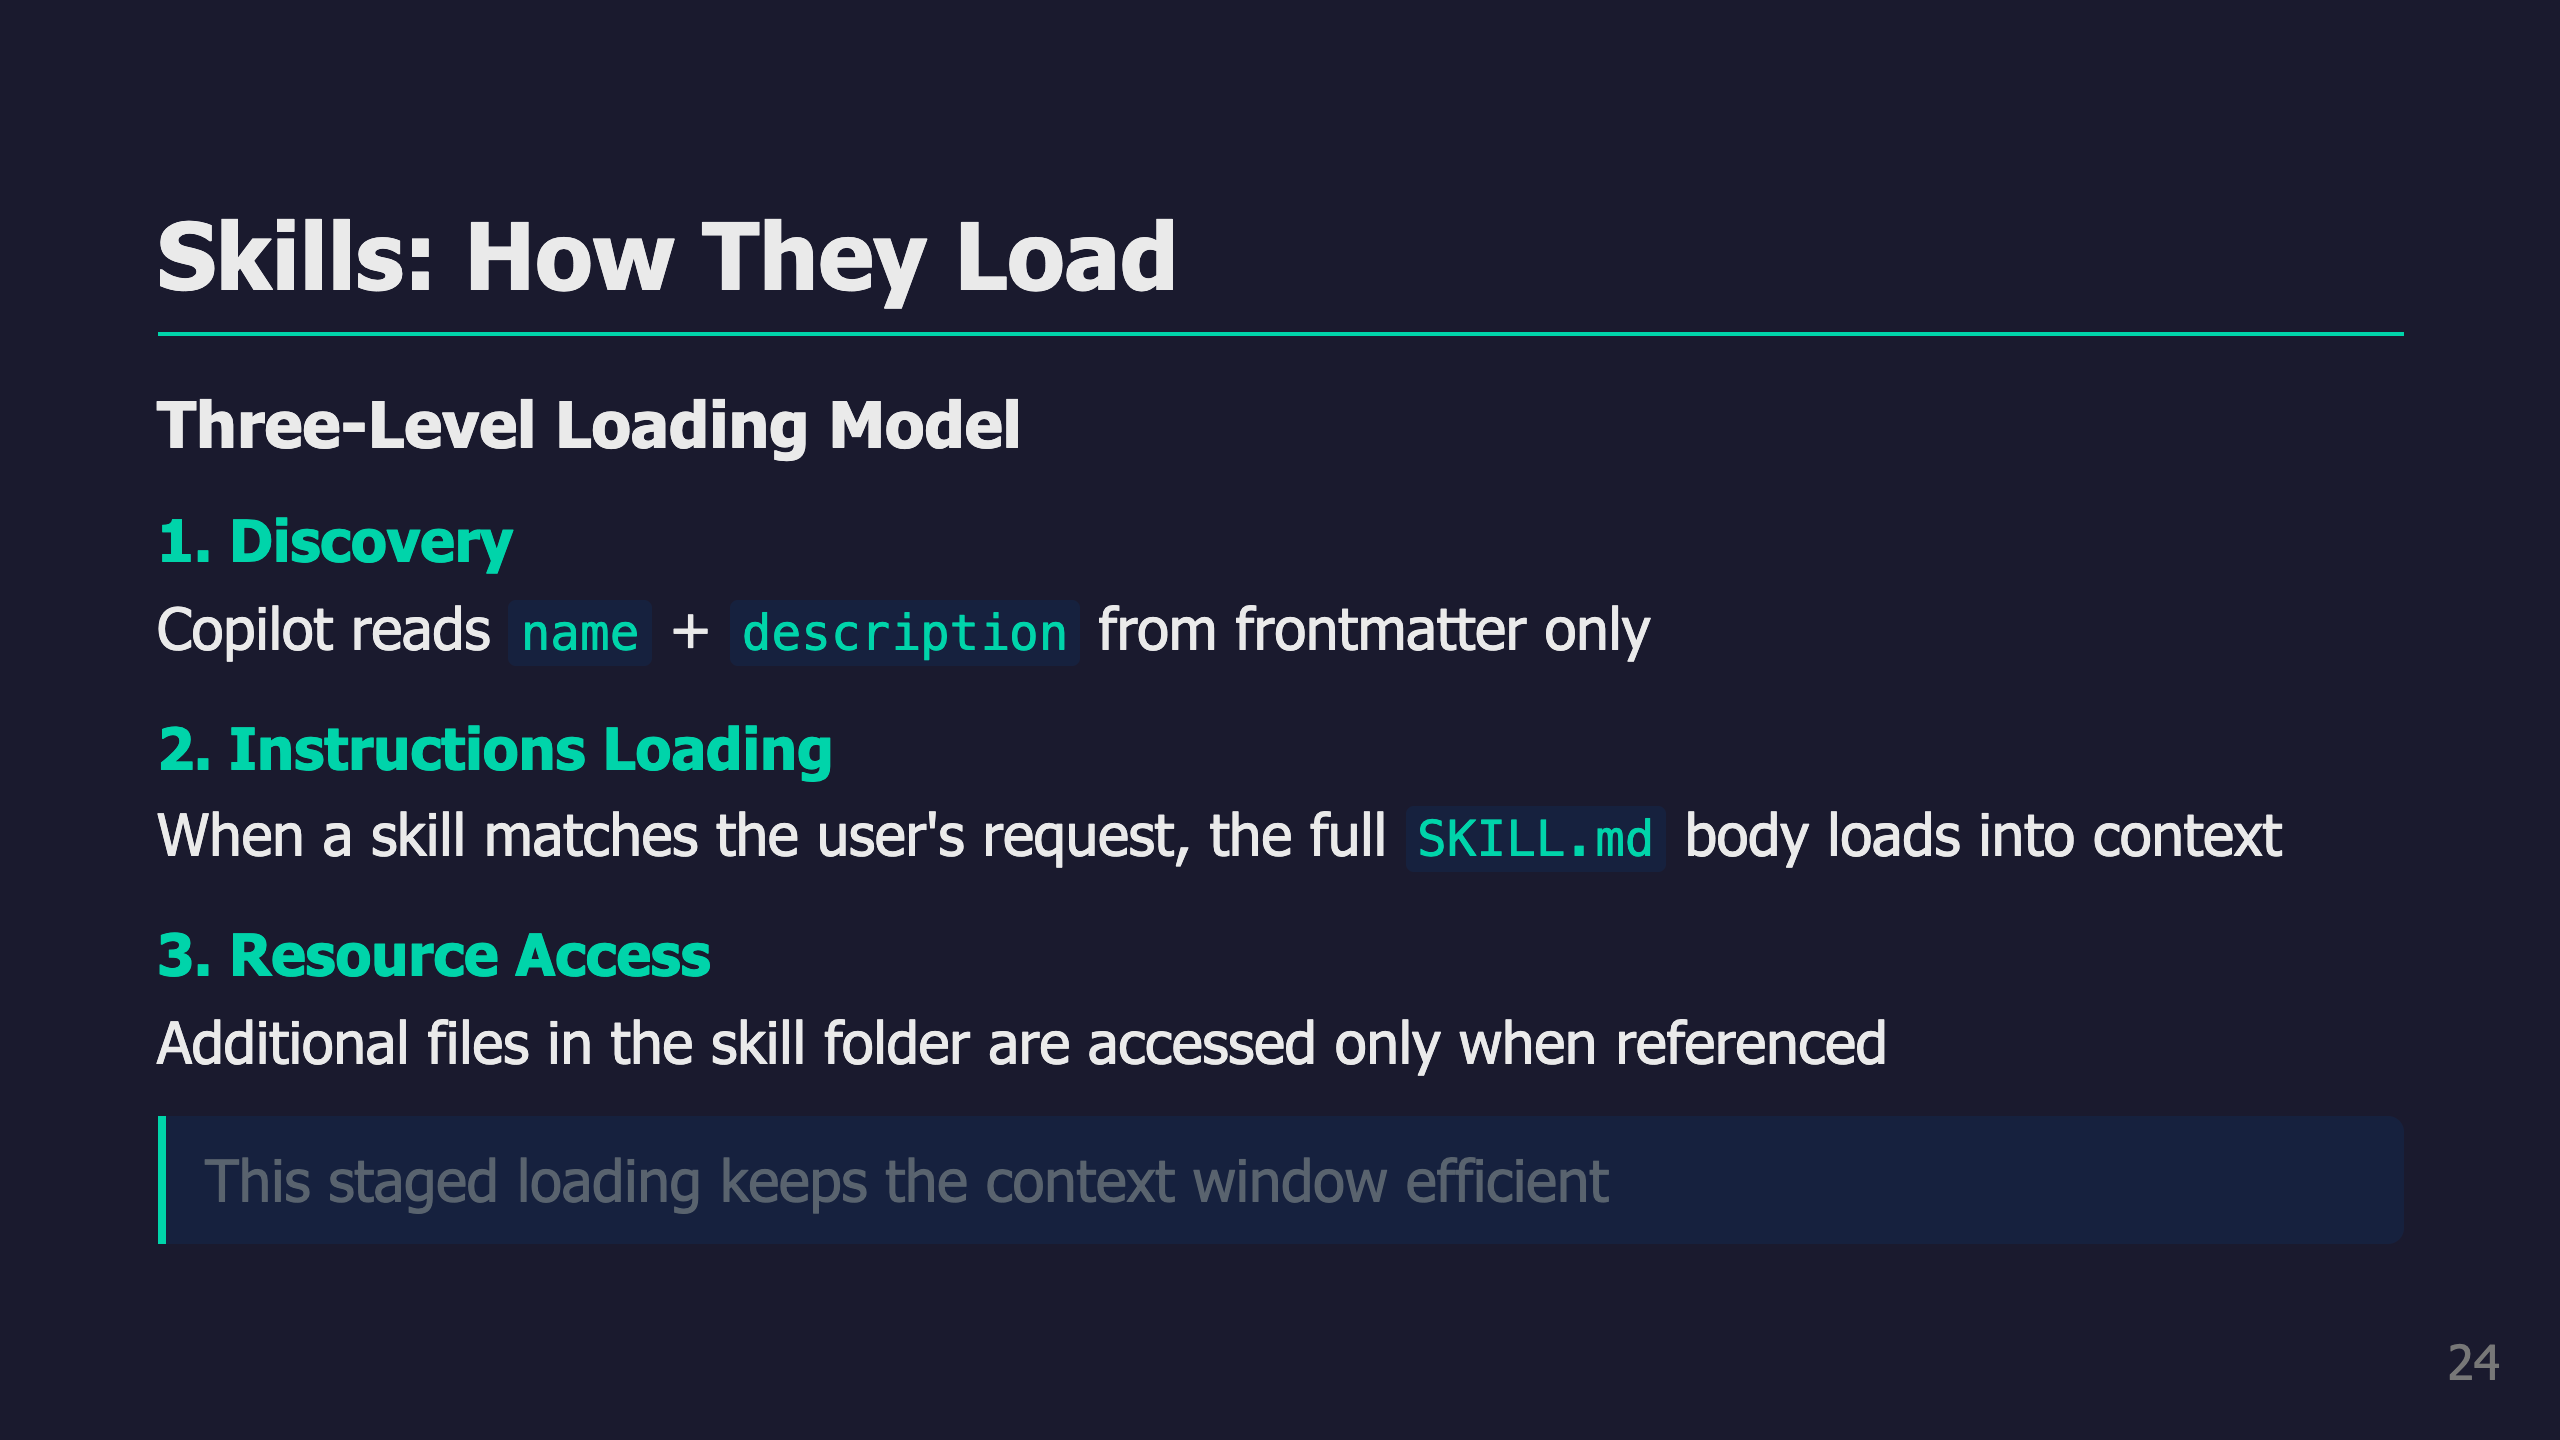 Skills: How They Load
Three-Level Loading Model
1. Discovery
Copilot reads name + description from frontmatter only
2. Instructions Loading
When a skill matches the user's request, the full SKILL.md body loads into context
3. Resource Access
Additional files in the skill folder are accessed only when referenced
This staged loading keeps the context window efficient
24